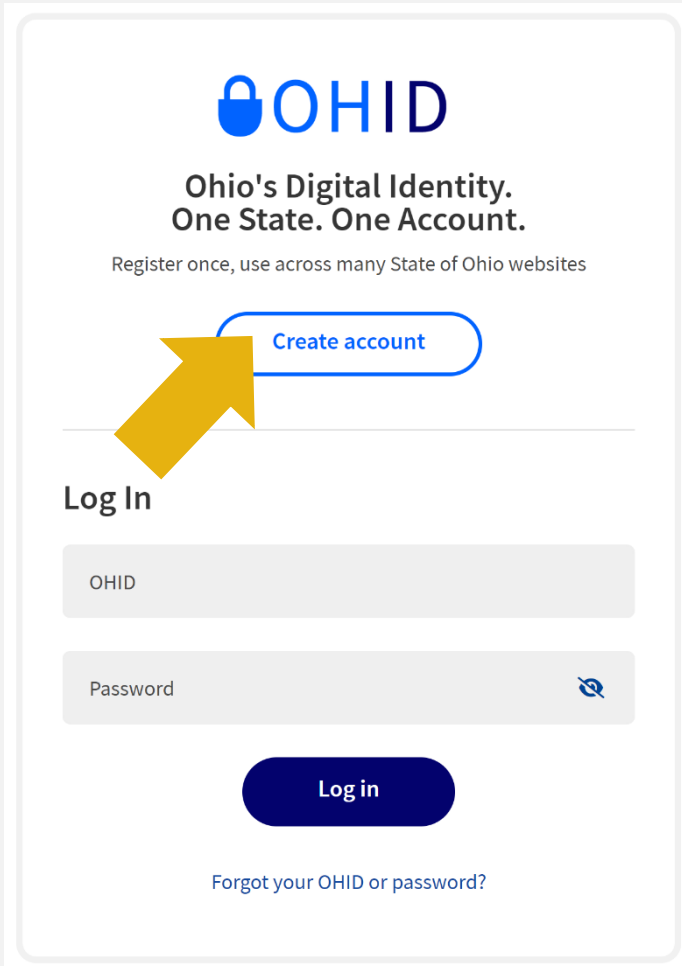 OHID
Ohio's Digital Identity.
One State. One Account.
Register once, use across many State of Ohio websites
Create account
Log In
OHID
Password
Log in
Forgot your OHID or password?